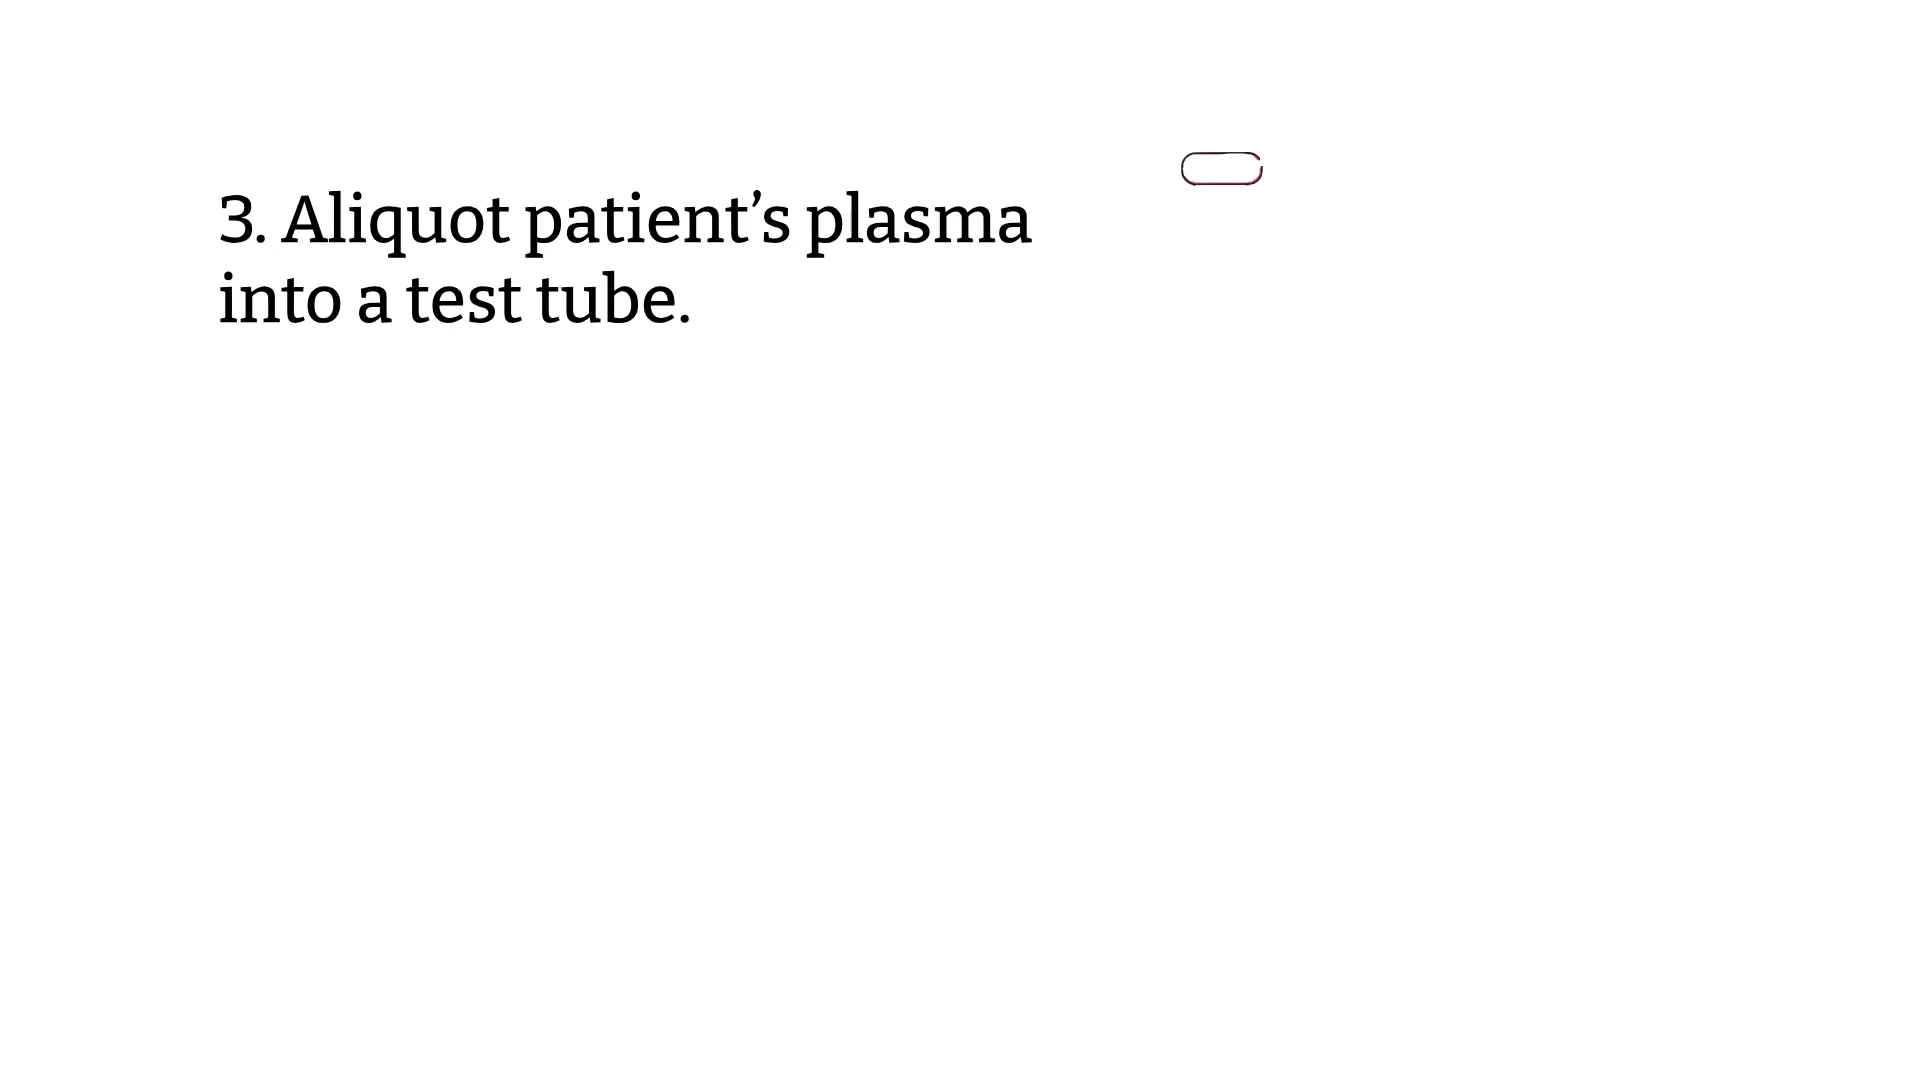 3. Aliquot patient’s plasma
into a test tube.